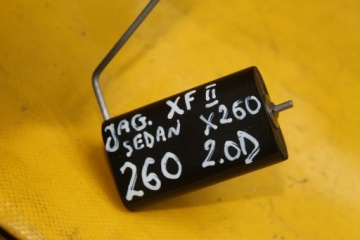 JAG. XF II
SEDAN X260
260 2.0D